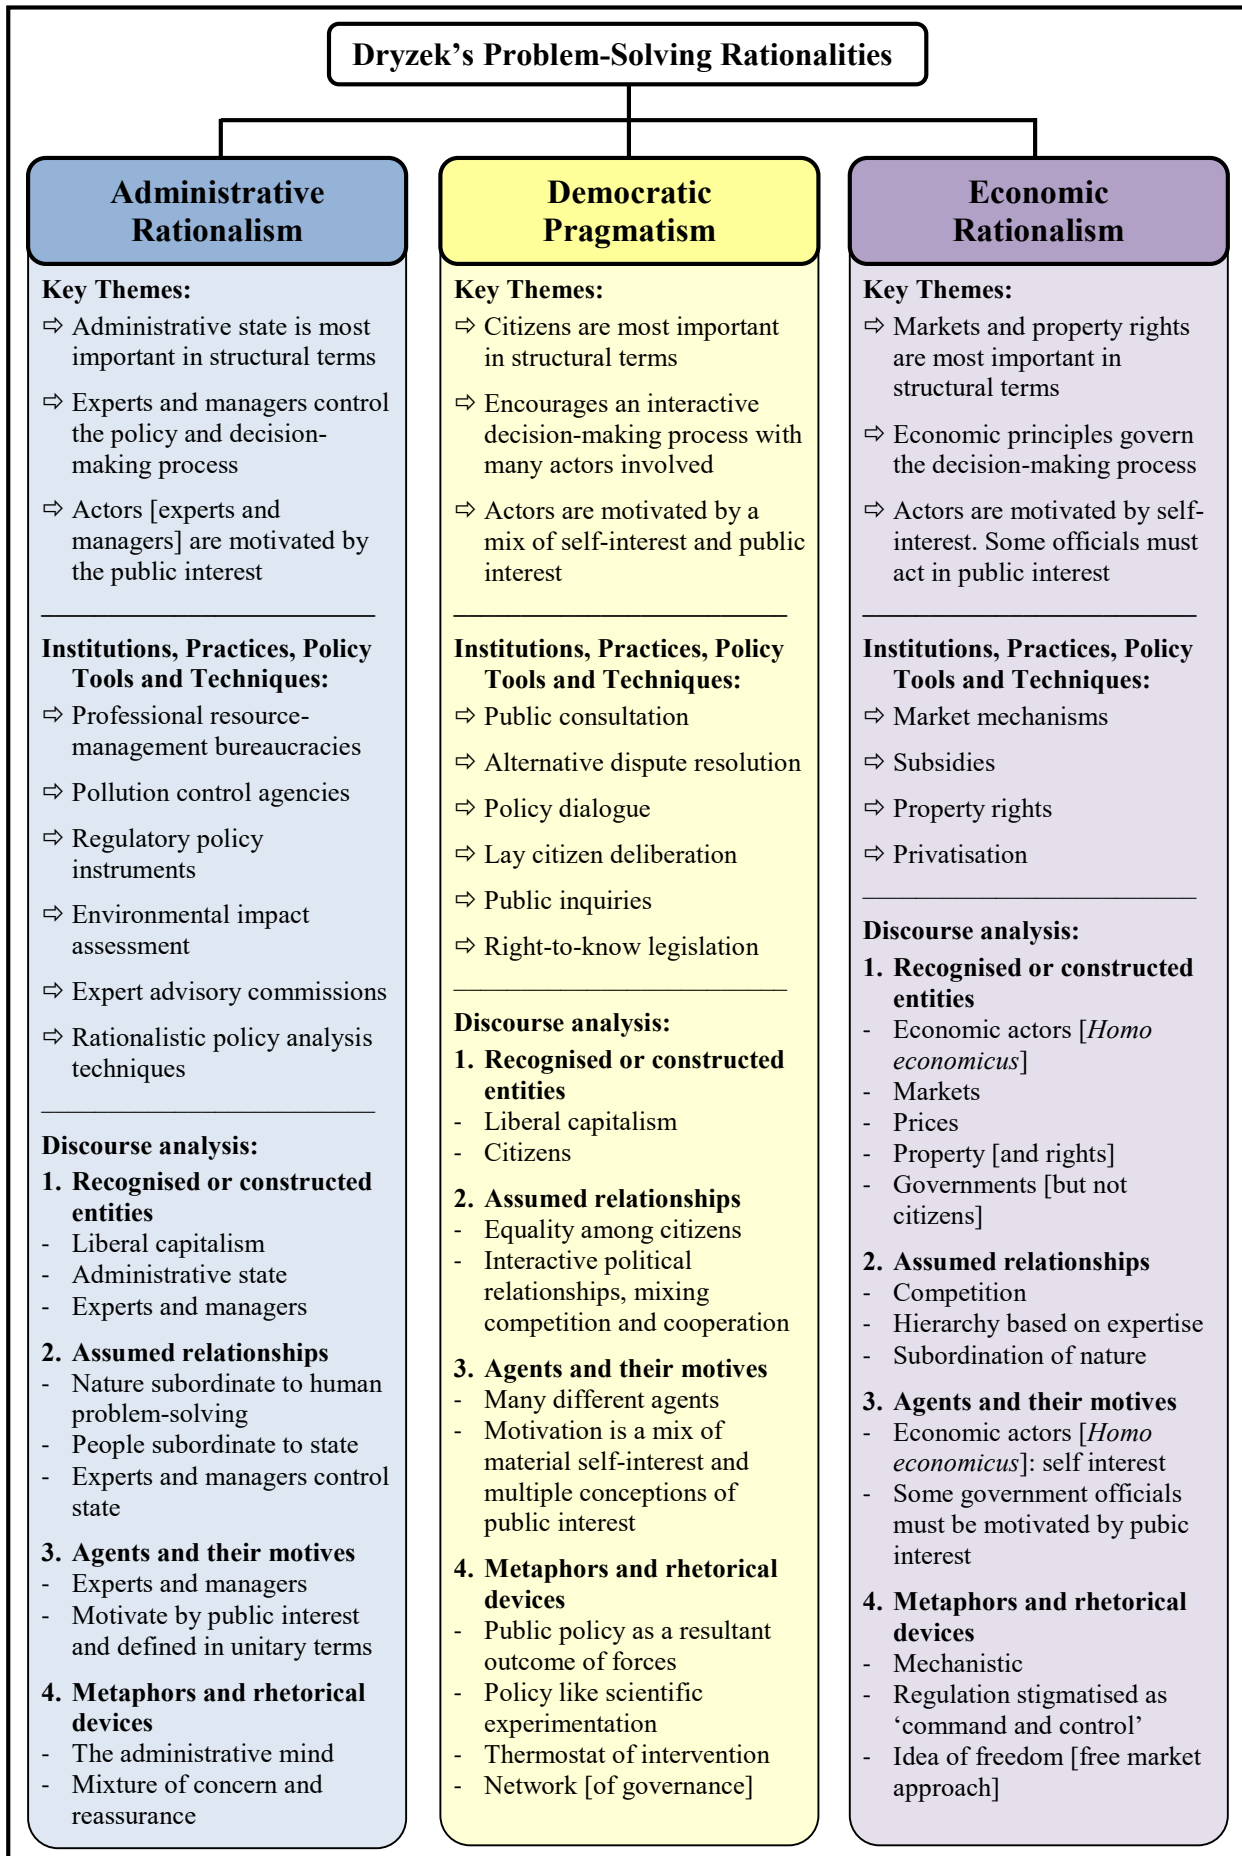 Dryzek’s Problem-Solving Rationalities
Administrative
Rationalism
Key Themes:
⇨ Administrative state is most
important in structural terms
⇨ Experts and managers control
the policy and decision-
making process
⇨ Actors [experts and
managers] are motivated by
the public interest
Institutions, Practices, Policy
Tools and Techniques:
⇨ Professional resource-
management bureaucracies
⇨ Pollution control agencies
⇨ Regulatory policy
instruments
⇨ Environmental impact
assessment
⇨ Expert advisory commissions
⇨ Rationalistic policy analysis
techniques
Discourse analysis:
1. Recognised or constructed
entities
- Liberal capitalism
- Administrative state
- Experts and managers
2. Assumed relationships
- Nature subordinate to human
problem-solving
- People subordinate to state
- Experts and managers control
state
3. Agents and their motives
- Experts and managers
- Motivate by public interest
and defined in unitary terms
4. Metaphors and rhetorical
devices
- The administrative mind
- Mixture of concern and
reassurance
Democratic
Pragmatism
Key Themes:
⇨ Citizens are most important
in structural terms
⇨ Encourages an interactive
decision-making process with
many actors involved
⇨ Actors are motivated by a
mix of self-interest and public
interest
Institutions, Practices, Policy
Tools and Techniques:
⇨ Public consultation
⇨ Alternative dispute resolution
⇨ Policy dialogue
⇨ Lay citizen deliberation
⇨ Public inquiries
⇨ Right-to-know legislation
Discourse analysis:
1. Recognised or constructed
entities
- Liberal capitalism
- Citizens
2. Assumed relationships
- Equality among citizens
- Interactive political
relationships, mixing
competition and cooperation
3. Agents and their motives
- Many different agents
- Motivation is a mix of
material self-interest and
multiple conceptions of
public interest
4. Metaphors and rhetorical
devices
- Public policy as a resultant
outcome of forces
- Policy like scientific
experimentation
- Thermostat of intervention
- Network [of governance]
Economic
Rationalism
Key Themes:
⇨ Markets and property rights
are most important in
structural terms
⇨ Economic principles govern
the decision-making process
⇨ Actors are motivated by self-
interest. Some officials must
act in public interest
Institutions, Practices, Policy
Tools and Techniques:
⇨ Market mechanisms
⇨ Subsidies
⇨ Property rights
⇨ Privatisation
Discourse analysis:
1. Recognised or constructed
entities
- Economic actors [Homo
economicus]
- Markets
- Prices
- Property [and rights]
- Governments [but not
citizens]
2. Assumed relationships
- Competition
- Hierarchy based on expertise
- Subordination of nature
3. Agents and their motives
- Economic actors [Homo
economicus]: self interest
- Some government officials
must be motivated by pubic
interest
4. Metaphors and rhetorical
devices
- Mechanistic
- Regulation stigmatised as
‘command and control’
- Idea of freedom [free market
approach]